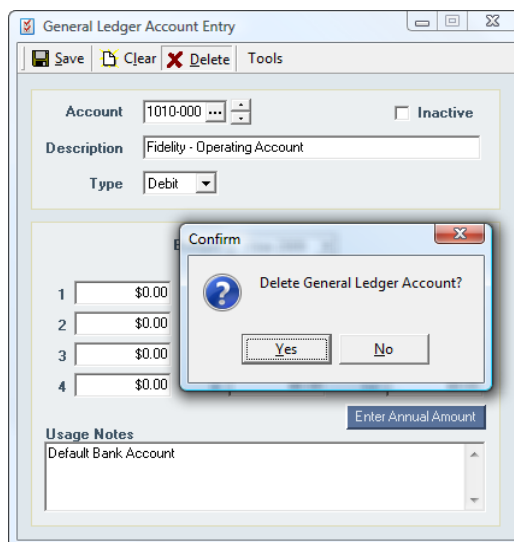 General Ledger Account Entry
Save Clear Delete Tools
Account 1010-000 ... Inactive
Description Fidelity - Operating Account
Type Debit
Confirm
Delete General Ledger Account?
Yes No
1 $0.00
2 $0.00
3 $0.00
4 $0.00
Enter Annual Amount
Usage Notes
Default Bank Account